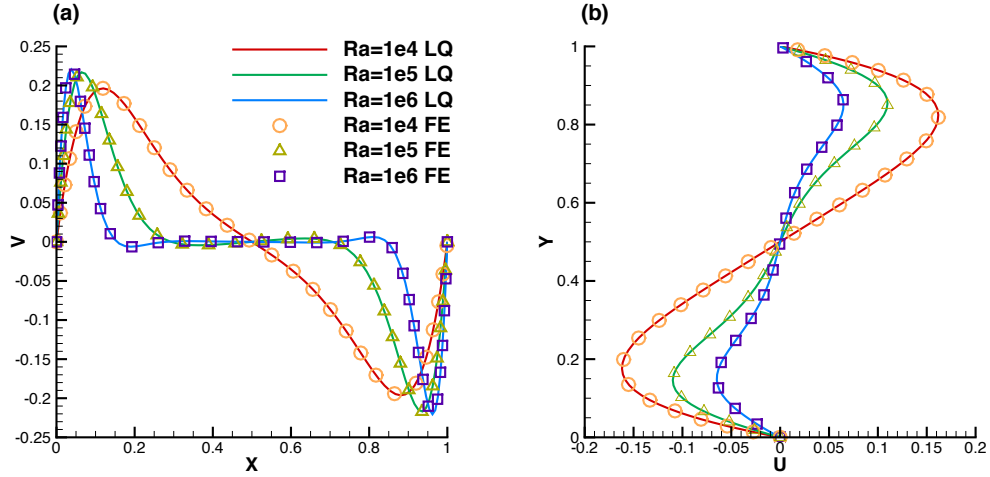 (a)
0.25
0.2
0.15
0.1
0.05
0
-0.05
-0.1
-0.15
-0.2
-0.25
V
0 0.2 0.4 0.6 0.8 1
X
Ra=1e4 LQ
Ra=1e5 LQ
Ra=1e6 LQ
Ra=1e4 FE
Ra=1e5 FE
Ra=1e6 FE
(b)
1
0.8
0.6
0.4
0.2
0
Y
-0.2 -0.15 -0.1 -0.05 0 0.05 0.1 0.15 0.2
U